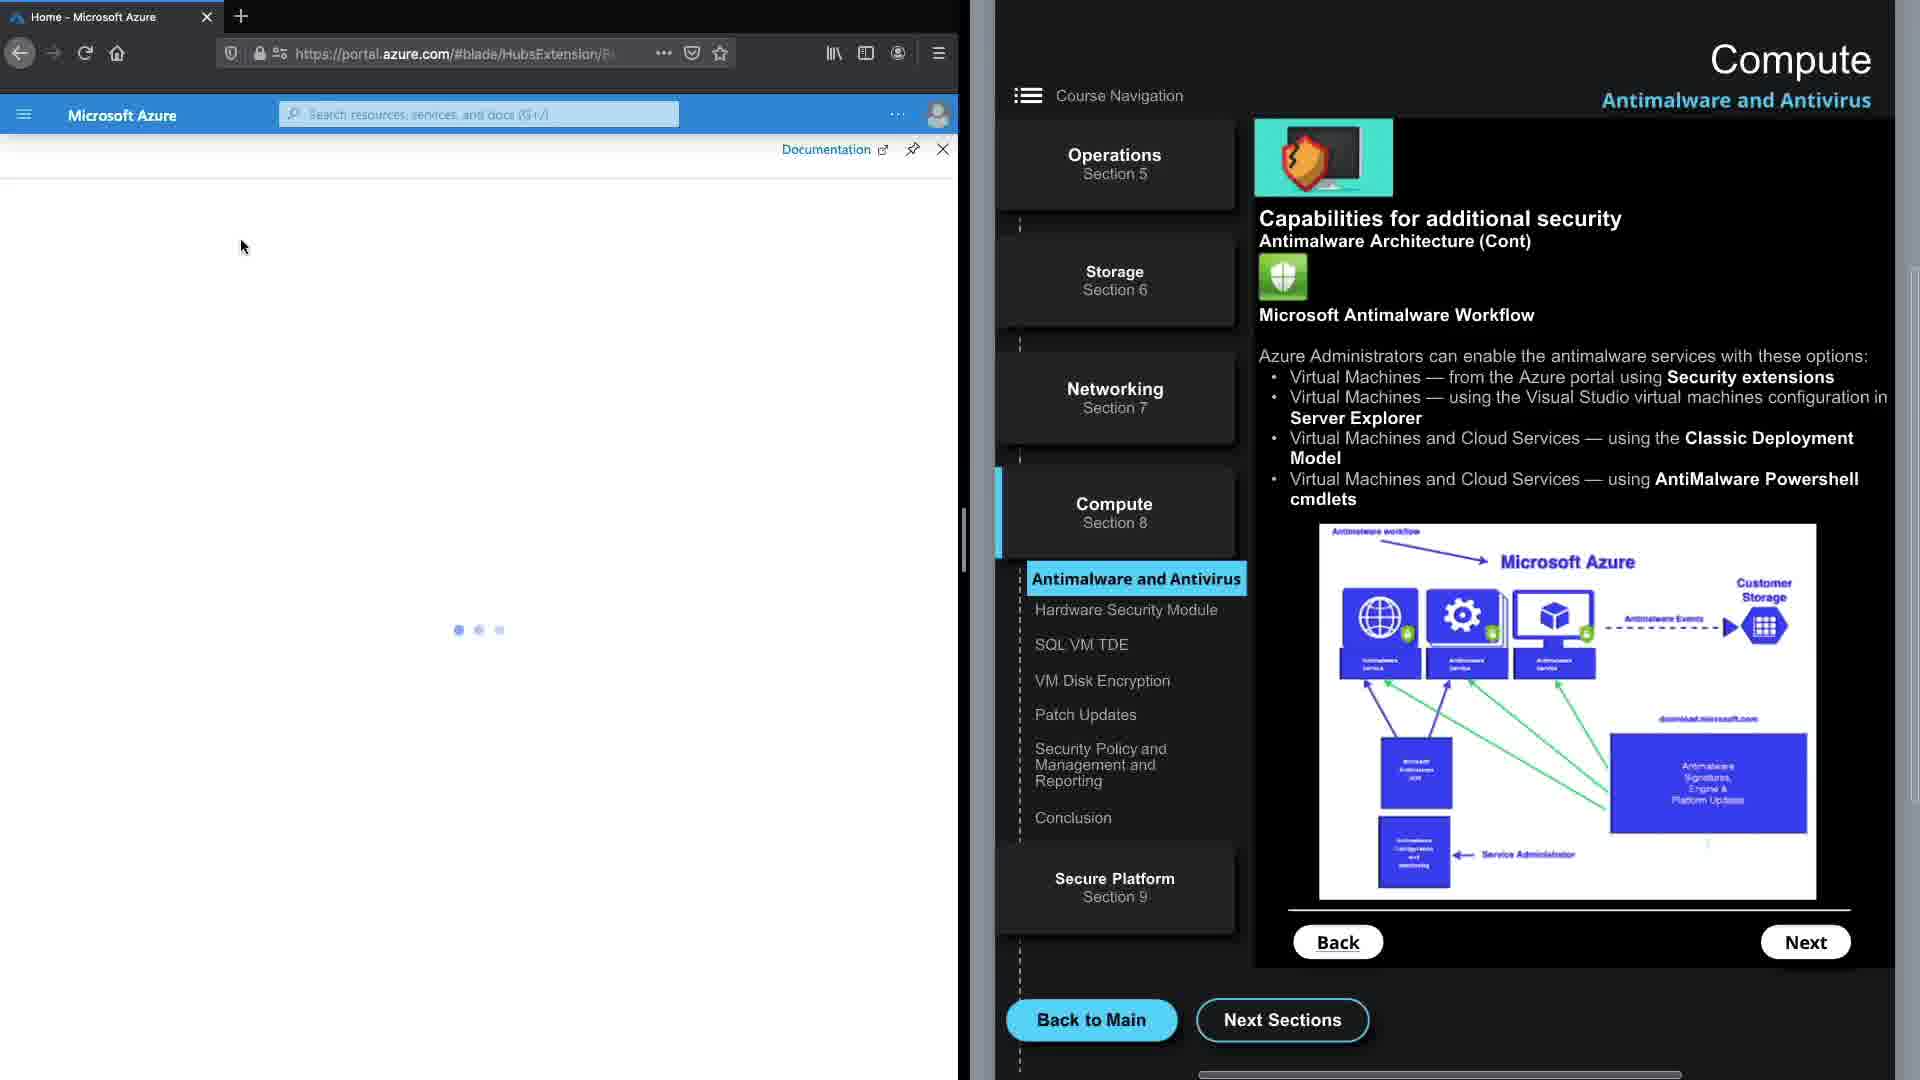 Home - Microsoft Azure
https://portal.azure.com/#blade/HubsExtension/
Microsoft Azure
Search resources, services, and docs (G+/)
Documentation
Compute
Antimalware and Antivirus
Course Navigation
Operations
Section 5
Storage
Section 6
Networking
Section 7
Compute
Section 8
Antimalware and Antivirus
Hardware Security Module
SQL VM TDE
VM Disk Encryption
Patch Updates
Security Policy and
Management and
Reporting
Conclusion
Secure Platform
Section 9
Capabilities for additional security
Antimalware Architecture (Cont)
Microsoft Antimalware Workflow
Azure Administrators can enable the antimalware services with these options:
• Virtual Machines — from the Azure portal using Security extensions
• Virtual Machines — using the Visual Studio virtual machines configuration in
Server Explorer
• Virtual Machines and Cloud Services — using the Classic Deployment
Model
• Virtual Machines and Cloud Services — using AntiMalware Powershell
cmdlets
Antimalware workflow
Microsoft Azure
Customer
Storage
Antimalware Events
Antimalware
Service
Antimalware
Service
Antimalware
Service
download.microsoft.com
Antimalware
Signatures,
Engine &
Platform Updates
Service Administrator
Back
Next
Back to Main
Next Sections